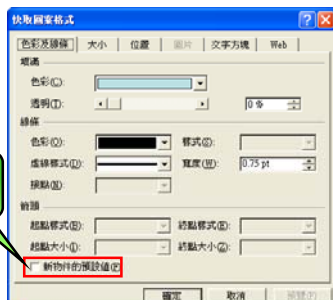 快取圖案格式
色彩及線條 大小 位置 圖片 文字方塊 Web
填滿
色彩(C):
透明(T): 0 %
線條
色彩(O): 樣式(S):
虛線樣式(D): 寬度(W): 0.75 pt
接點(N):
箭頭
起點樣式(B): 終點樣式(E):
起點大小(I): 終點大小(Z):
新物件的預設值(F)
確定 取消 預覽(P)